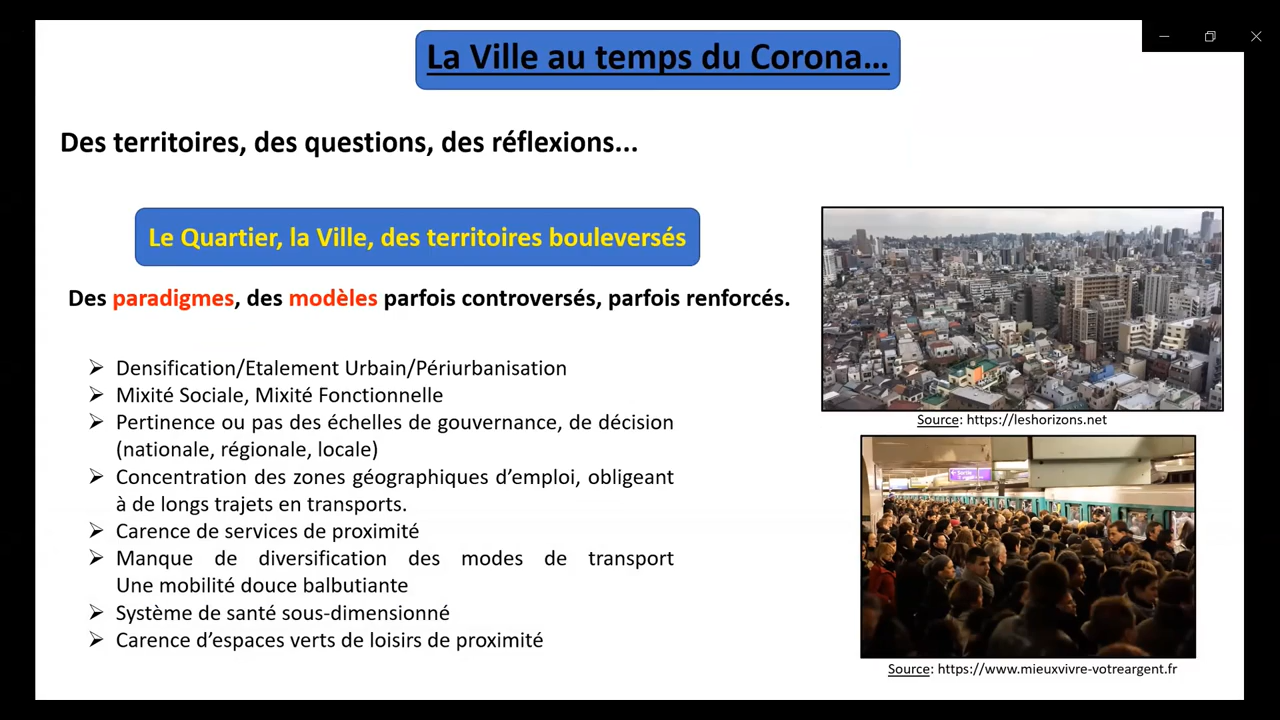 La Ville au temps du Corona…
Des territoires, des questions, des réflexions...
Le Quartier, la Ville, des territoires bouleversés
Des paradigmes, des modèles parfois controversés, parfois renforcés.
Densification/Etalement Urbain/Périurbanisation
Mixité Sociale, Mixité Fonctionnelle
Pertinence ou pas des échelles de gouvernance, de décision
(nationale, régionale, locale)
Concentration des zones géographiques d’emploi, obligeant
à de longs trajets en transports.
Carence de services de proximité
Manque de diversification des modes de transport
Une mobilité douce balbutiante
Système de santé sous-dimensionné
Carence d’espaces verts de loisirs de proximité
Source: https://leshorizons.net
Sortie
Source: https://www.mieuxvivre-votreargent.fr